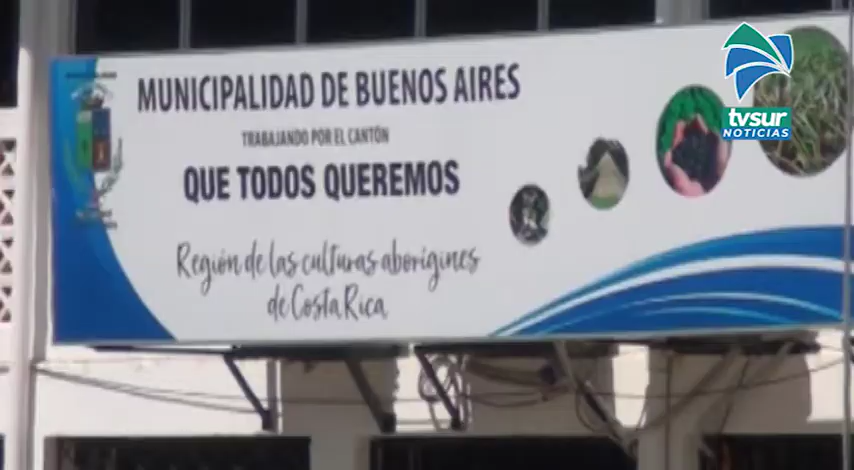 MUNICIPALIDAD DE BUENOS AIRES
TRABAJANDO POR EL CANTÓN
QUE TODOS QUEREMOS
Región de las culturas aborígines
de Costa Rica
tvsur
NOTICIAS